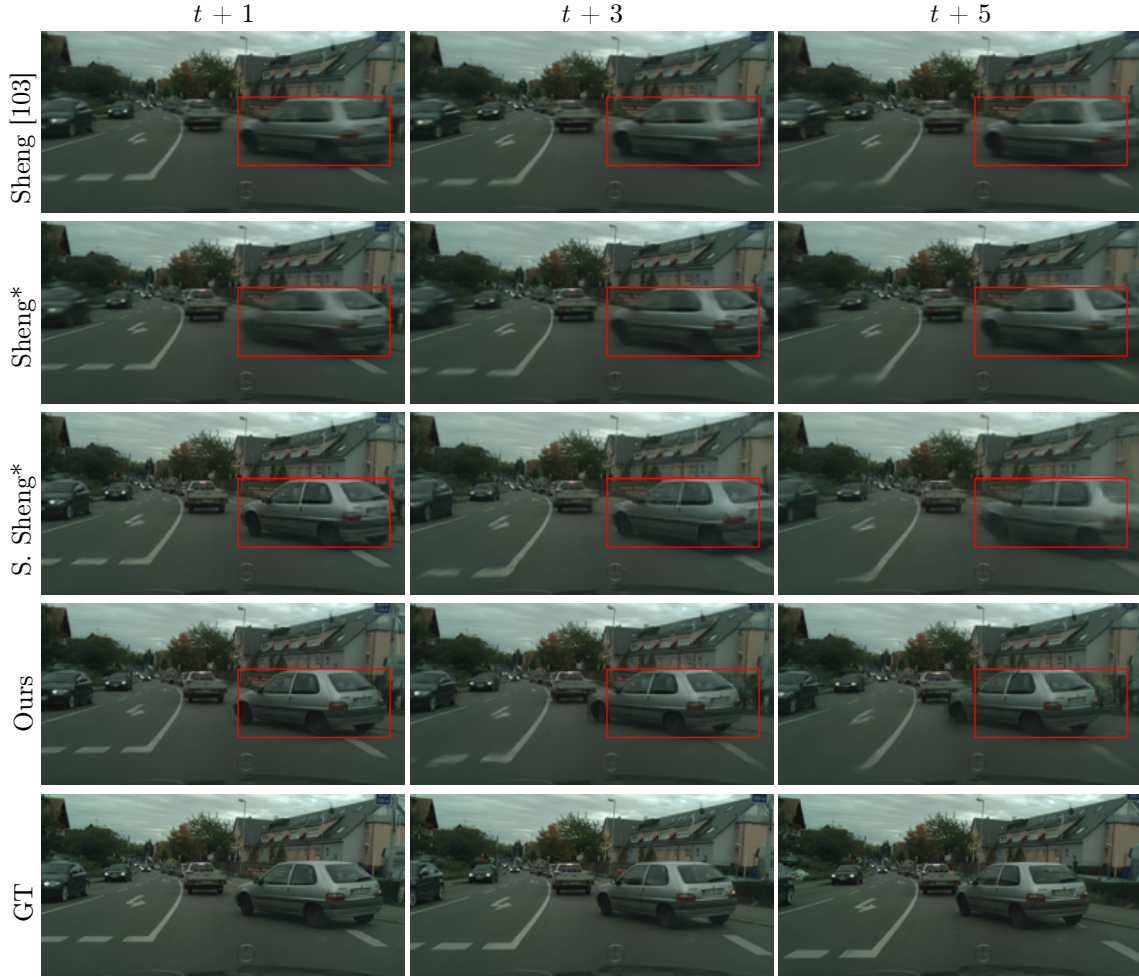 t + 1 t + 3 t + 5
Sheng [103]
Sheng*
S. Sheng*
Ours
GT